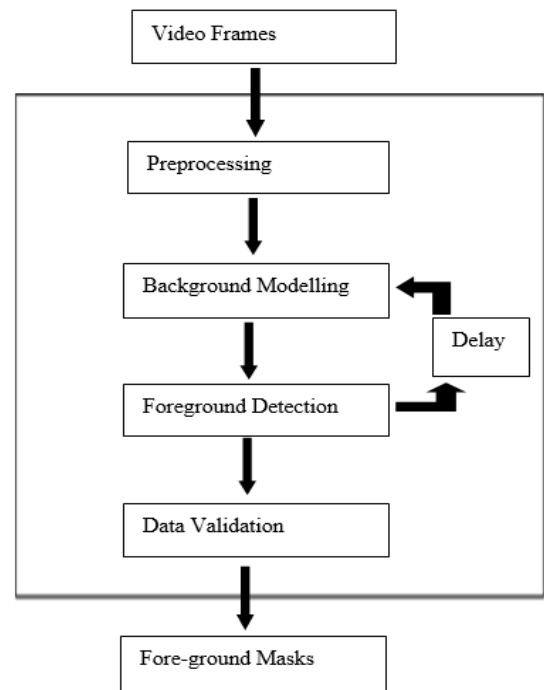 Video Frames
Preprocessing
Background Modelling
Delay
Foreground Detection
Data Validation
Fore-ground Masks